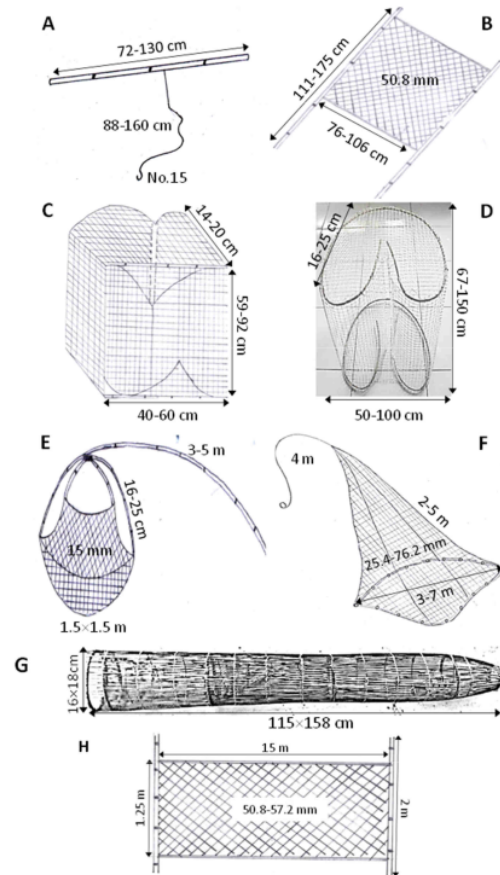 A
72-130 cm
88-160 cm
No.15
B
111-175 cm
50.8 mm
76-106 cm
C
14-20 cm
59-92 cm
40-60 cm
D
16-25 cm
67-150 cm
50-100 cm
E
3-5 m
16-25 cm
15 mm
1.5×1.5 m
F
4 m
2-5 m
25.4-76.2 mm
3-7 m
G
16×18cm
115×158 cm
H
15 m
1.25 m
50.8-57.2 mm
2 m